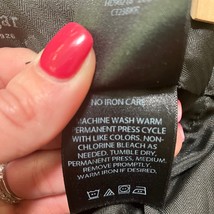 NO IRON CARE
MACHINE WASH WARM
PERMANENT PRESS CYCLE
WITH LIKE COLORS. NON-
CHLORINE BLEACH AS
NEEDED. TUMBLE DRY,
PERMANENT PRESS, MEDIUM.
REMOVE PROMPTLY.
WARM IRON IF DESIRED.